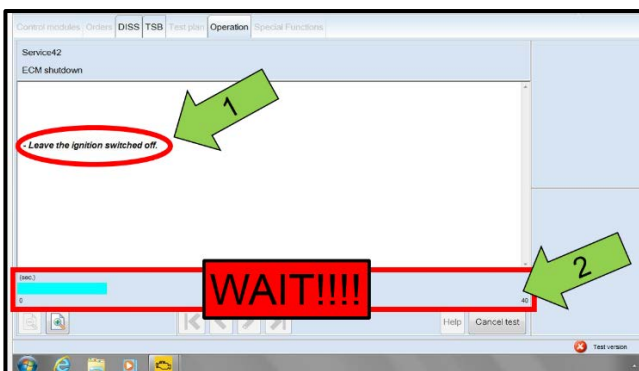 Control modules Orders DISS TSB Test plan Operation Special Functions
Service42
ECM shutdown
1
- Leave the ignition switched off.
2
(sec.)
WAIT!!!!
0 40
Help Cancel test
Test version